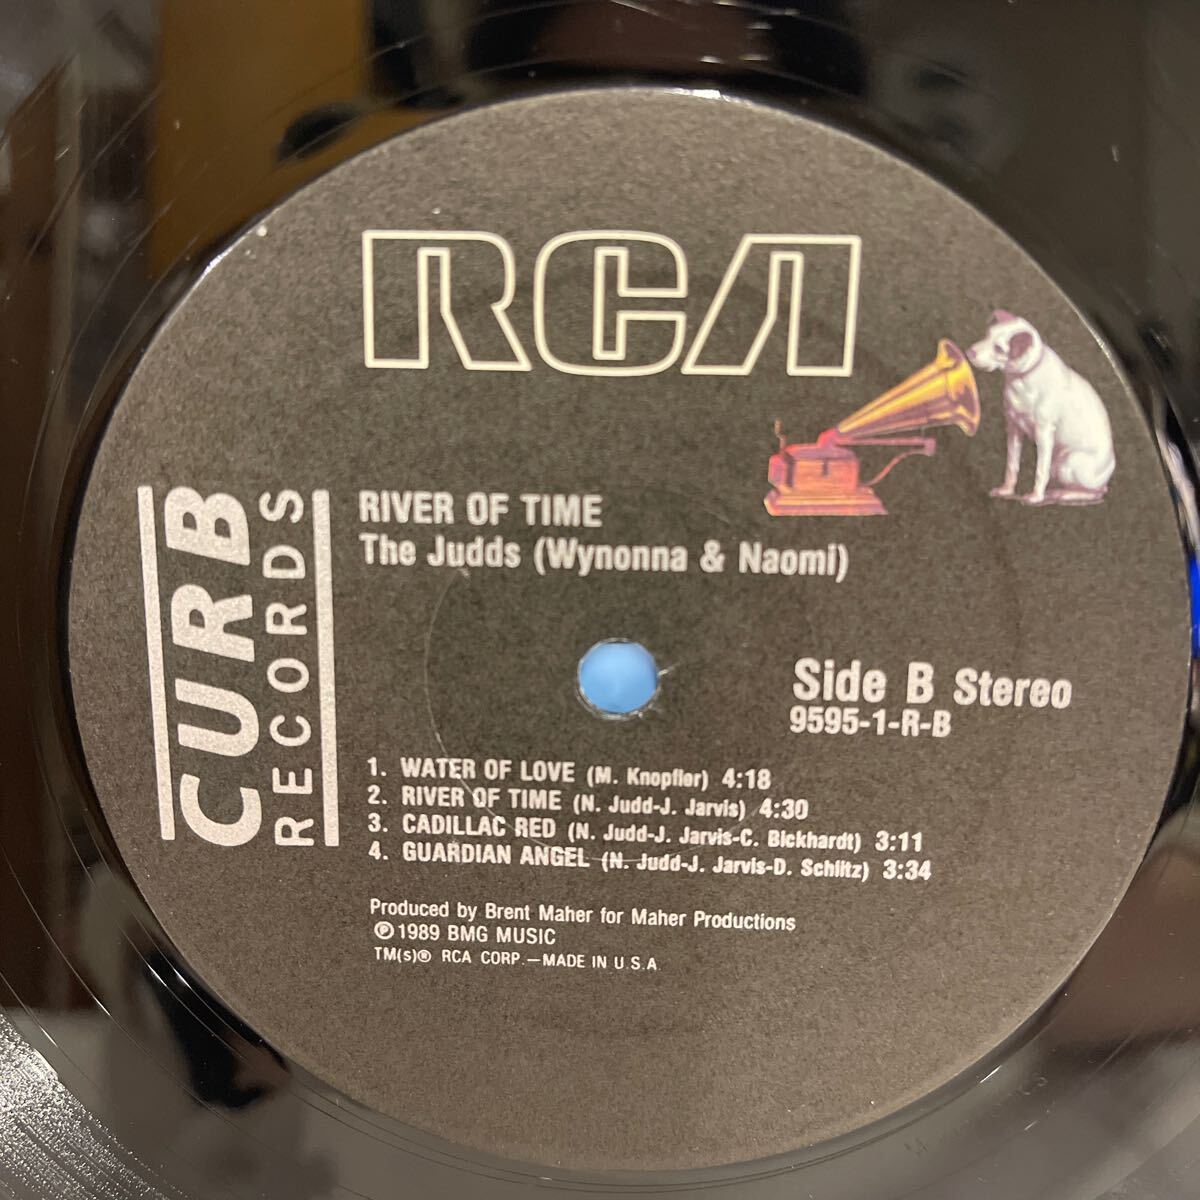 RCA
CURB
RECORDS
RIVER OF TIME
The Judds (Wynonna & Naomi)
Side B Stereo
9595-1-R-B
1. WATER OF LOVE (M. Knopfler) 4:18
2. RIVER OF TIME (N. Judd-J. Jarvis) 4:30
3. CADILLAC RED (N. Judd-J. Jarvis-C. Bickhardt) 3:11
4. GUARDIAN ANGEL (N. Judd-J. Jarvis-D. Schlitz) 3:34
Produced by Brent Maher for Maher Productions
℗ 1989 BMG MUSIC
TM(s)® RCA CORP.—MADE IN U.S.A.